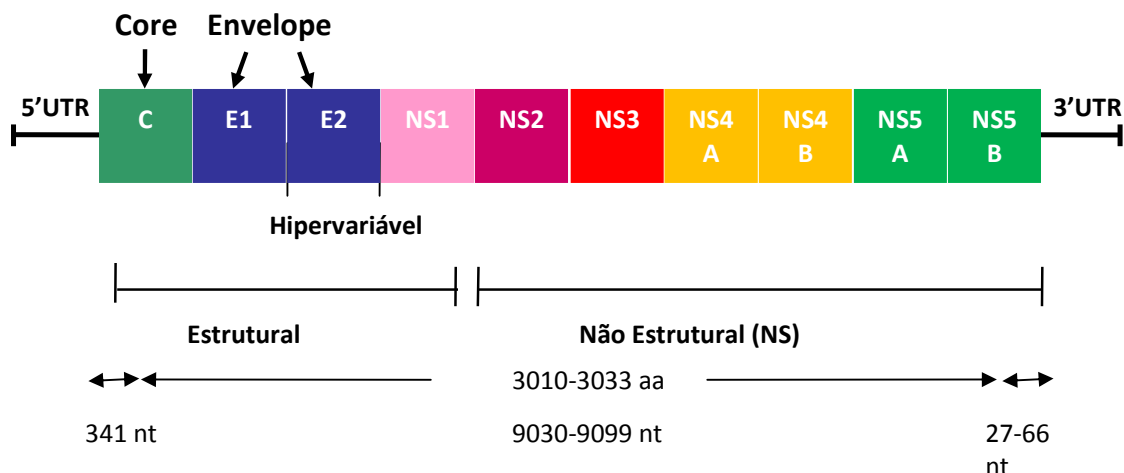 Core Envelope
5'UTR C E1 E2 NS1 NS2 NS3 NS4 NS4 NS5 NS5 3'UTR
A B A B
Hipervariável
Estrutural Não Estrutural (NS)
3010-3033 aa
341 nt 9030-9099 nt 27-66
nt